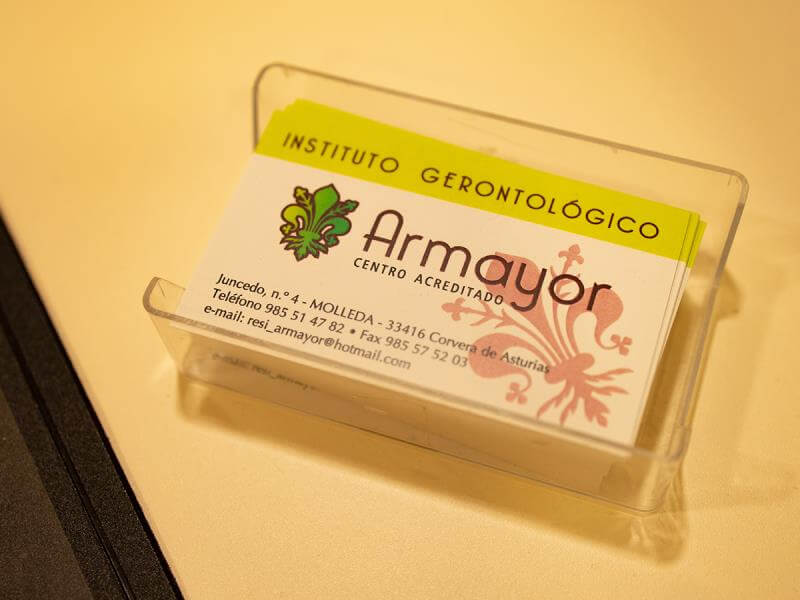 INSTITUTO GERONTOLÓGICO
Armayor
CENTRO ACREDITADO
Juncedo, n.º 4 - MOLLEDA - 33416 Corvera de Asturias
Teléfono 985 51 47 82 • Fax 985 57 52 03
e-mail: resi_armayor@hotmail.com